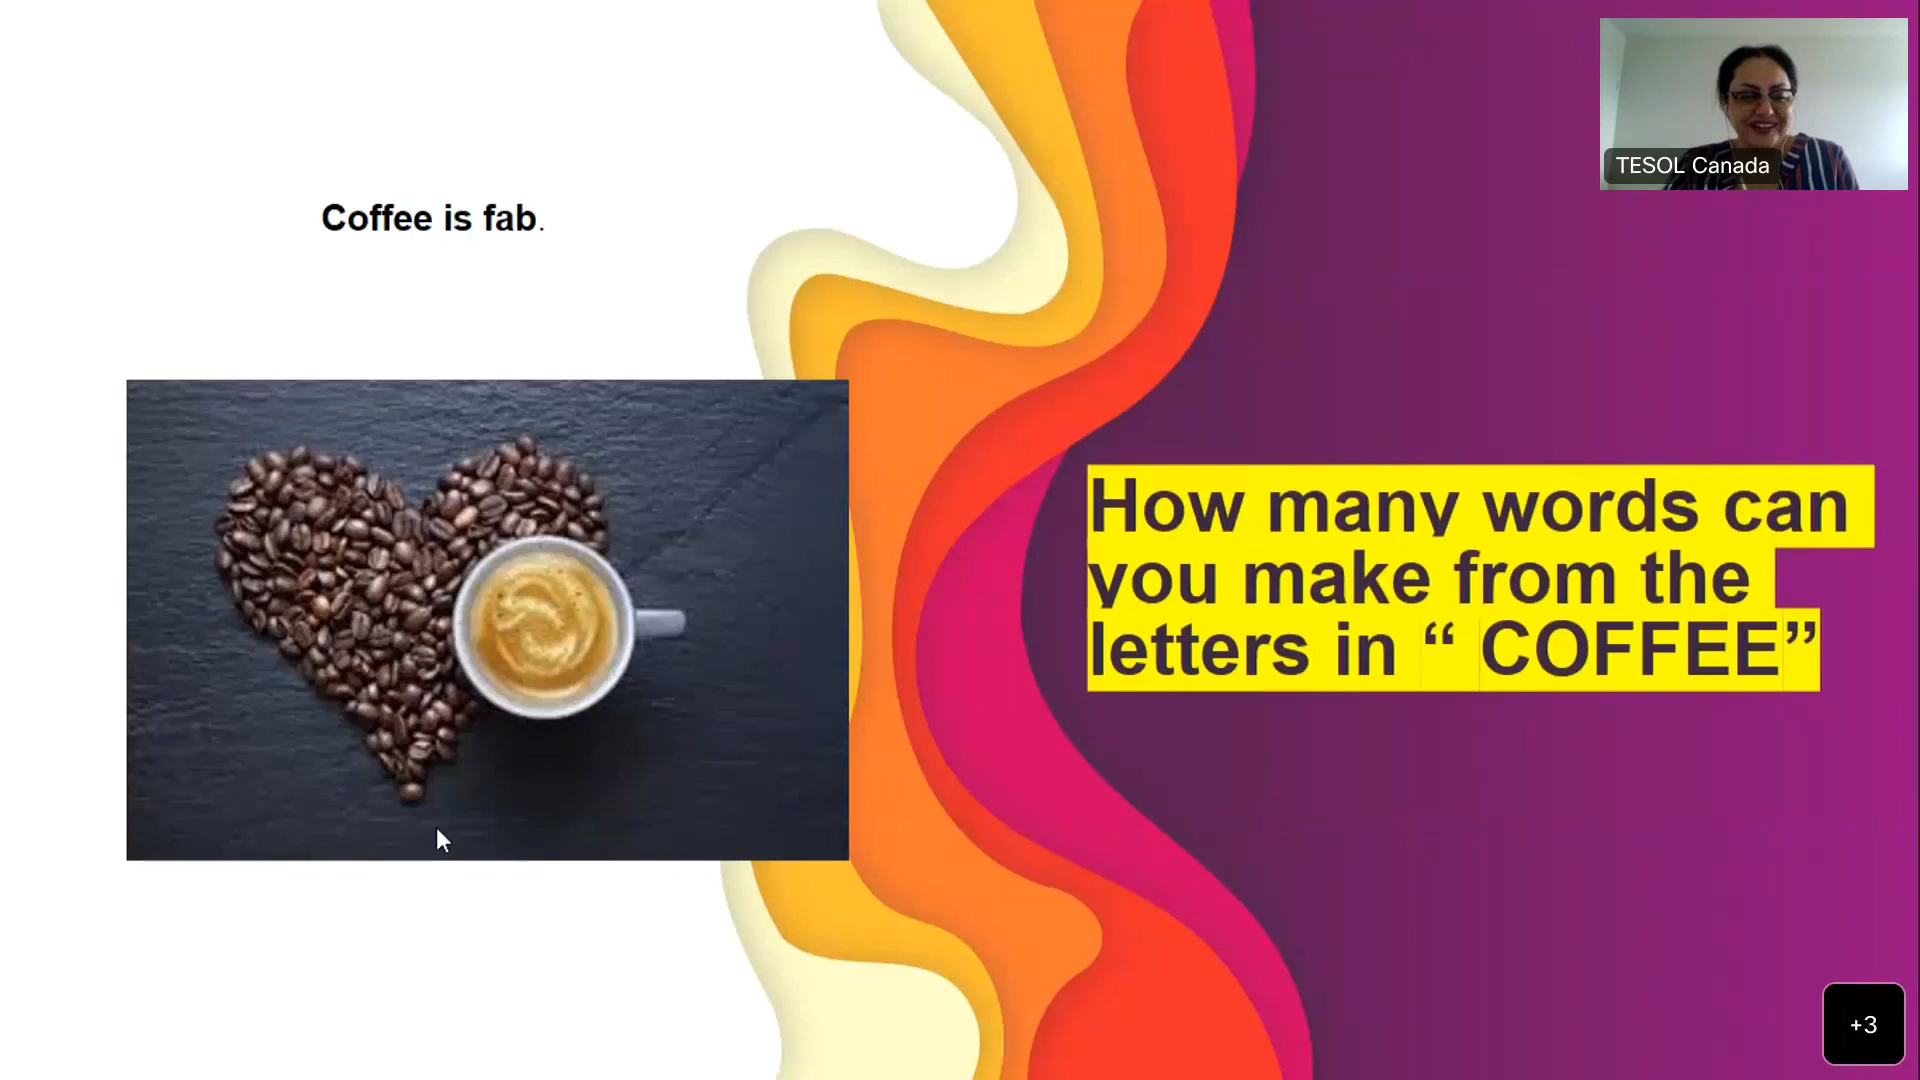 TESOL Canada
Coffee is fab.
How many words can
you make from the
letters in “ COFFEE”
+3